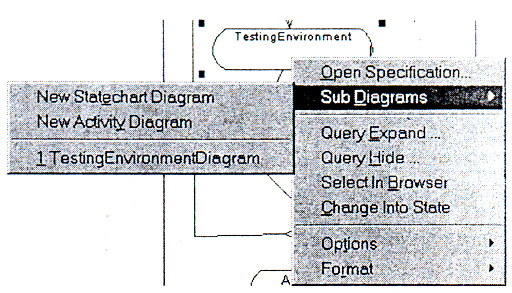 TestingEnvironment
Open Specification...
Sub Diagrams
New Statechart Diagram
New Activity Diagram
1 TestingEnvironmentDiagram
Query Expand ...
Query Hide ...
Select In Browser
Change Into State
Options
Format
A